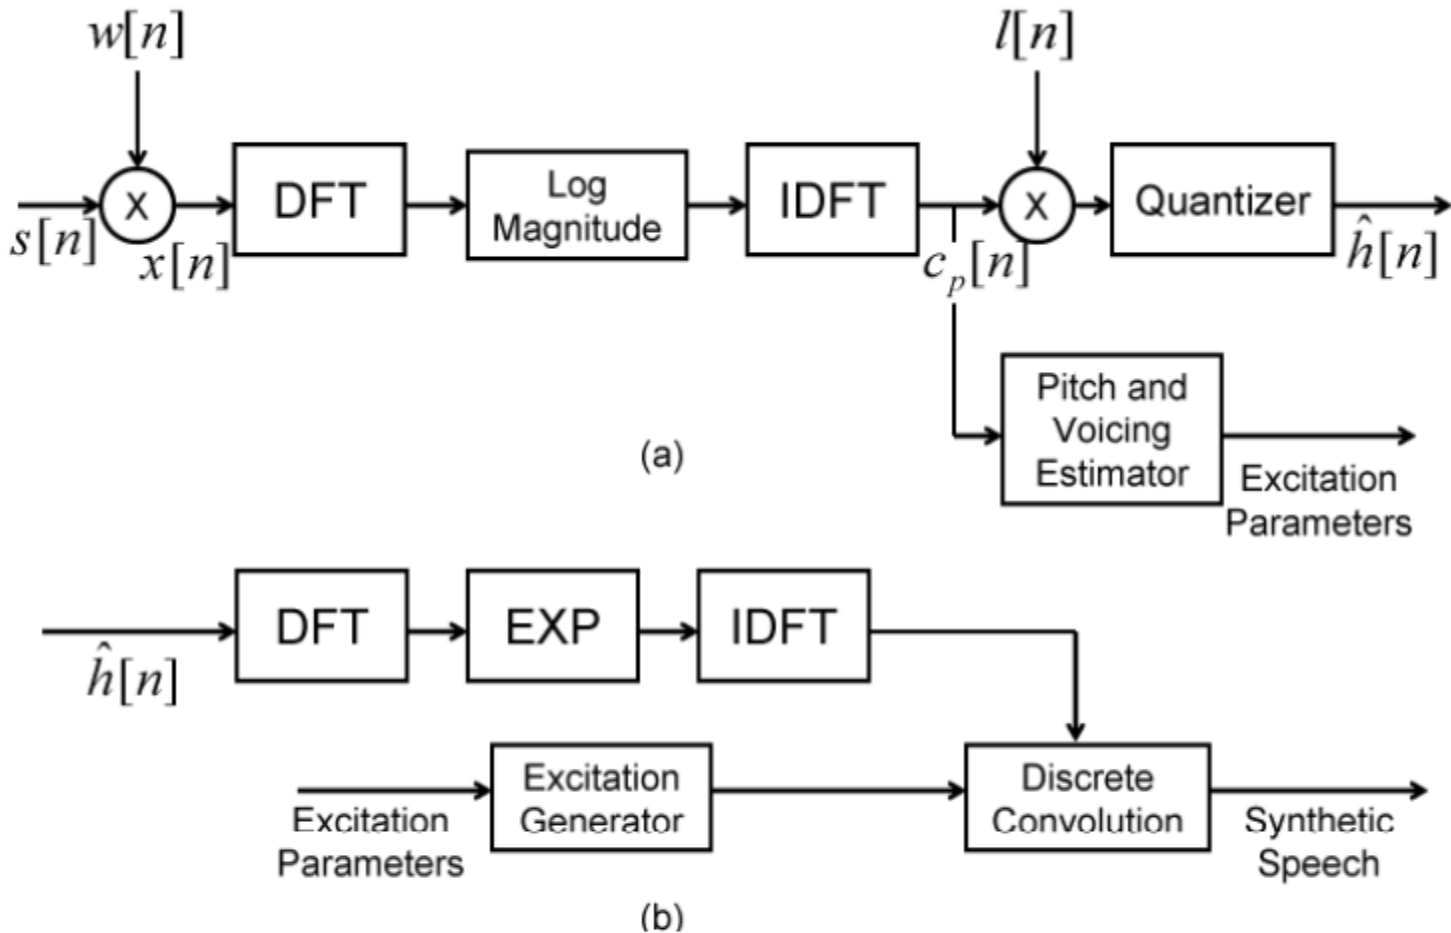 w[n]
l[n]
X
DFT
Log
Magnitude
IDFT
X
Quantizer
s[n]
x[n]
c_p[n]
ĥ[n]
Pitch and
Voicing
Estimator
Excitation
Parameters
(a)
DFT
EXP
IDFT
ĥ[n]
Excitation
Generator
Discrete
Convolution
Excitation
Parameters
Synthetic
Speech
(b)